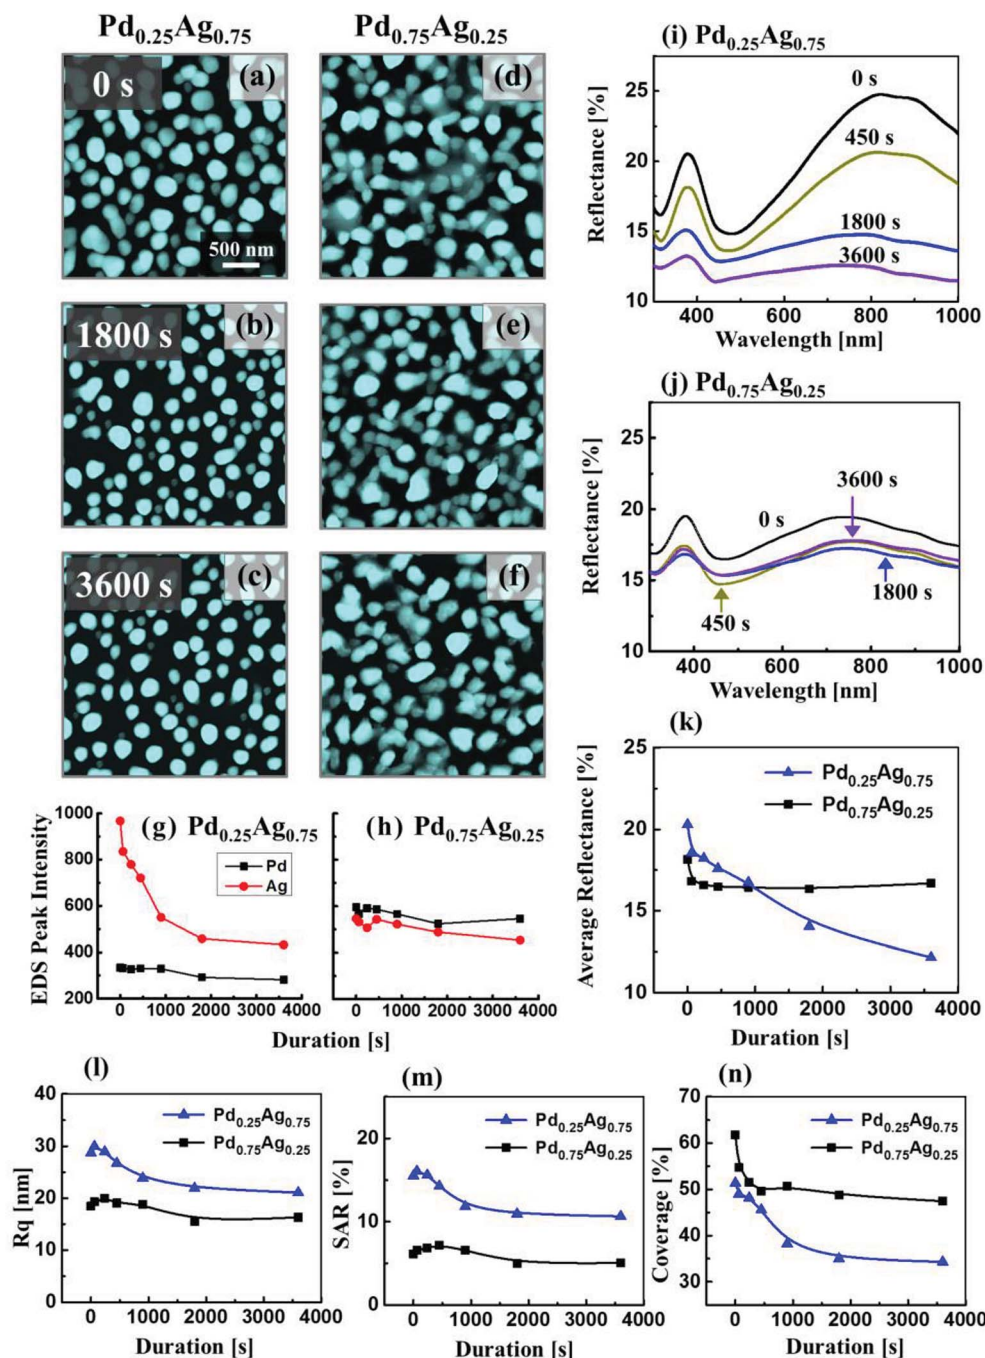 Pd0.25Ag0.75
Pd0.75Ag0.25
0 s
(a)
500 nm
(d)
1800 s
(b)
(e)
3600 s
(c)
(f)
(i) Pd0.25Ag0.75
Reflectance [%]
25
20
15
10
0 s
450 s
1800 s
3600 s
400 600 800 1000
Wavelength [nm]
(j) Pd0.75Ag0.25
Reflectance [%]
25
20
15
10
0 s
3600 s
450 s
1800 s
400 600 800 1000
Wavelength [nm]
(g) Pd0.25Ag0.75
EDS Peak Intensity
1000
800
600
400
200
Pd
Ag
0 1000 2000 3000 4000
(h) Pd0.75Ag0.25
0 1000 2000 3000 4000
Duration [s]
(k)
Average Reflectance [%]
25
20
15
10
Pd0.25Ag0.75
Pd0.75Ag0.25
0 1000 2000 3000 4000
Duration [s]
(l)
Rq [nm]
40
30
20
10
0
Pd0.25Ag0.75
Pd0.75Ag0.25
0 1000 2000 3000 4000
Duration [s]
(m)
SAR [%]
20
10
0
Pd0.25Ag0.75
Pd0.75Ag0.25
0 1000 2000 3000 4000
Duration [s]
(n)
Coverage [%]
70
60
50
40
30
Pd0.25Ag0.75
Pd0.75Ag0.25
0 1000 2000 3000 4000
Duration [s]